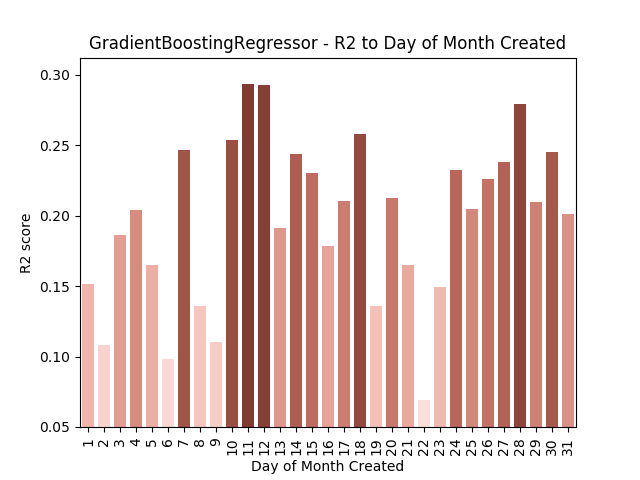 GradientBoostingRegressor - R2 to Day of Month Created
0.30
0.25
0.20
0.15
0.10
0.05
R2 score
1 2 3 4 5 6 7 8 9 10 11 12 13 14 15 16 17 18 19 20 21 22 23 24 25 26 27 28 29 30 31
Day of Month Created